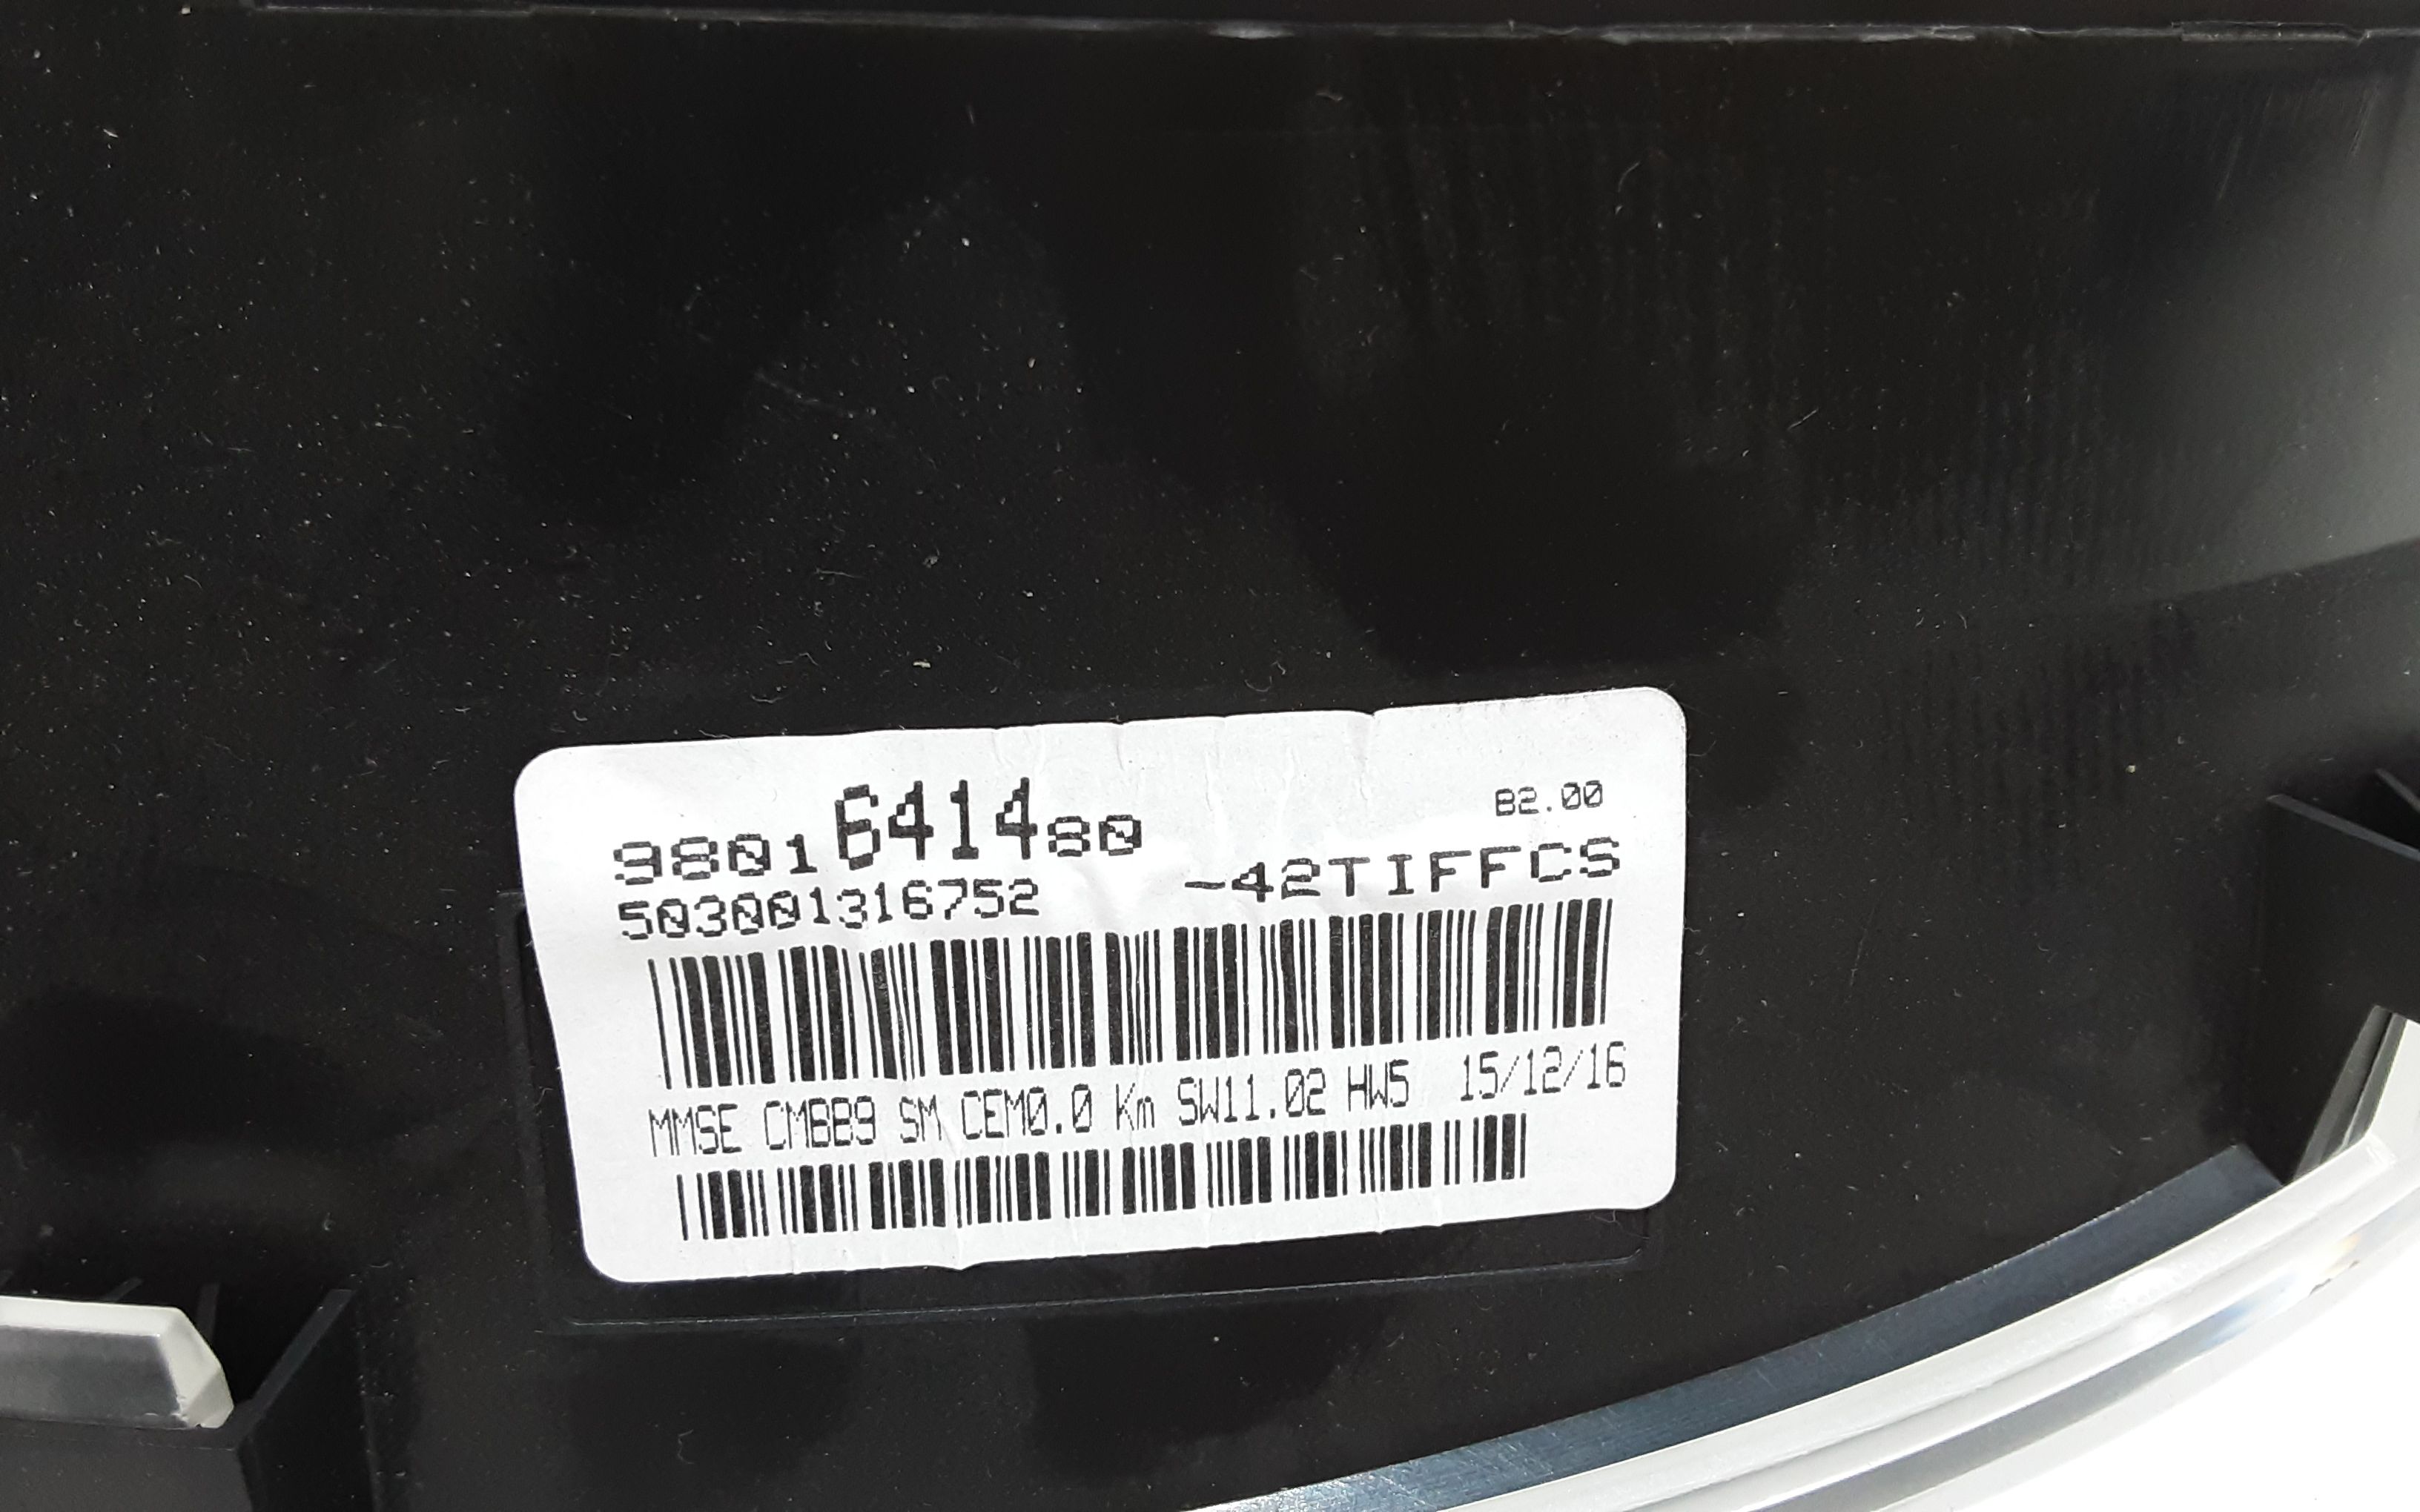 9801641480 B2.00
503001316752 -42TIFFCS
MMSE CMBB9 SM CEM0.0 Km SW11.02 HW5 15/12/16